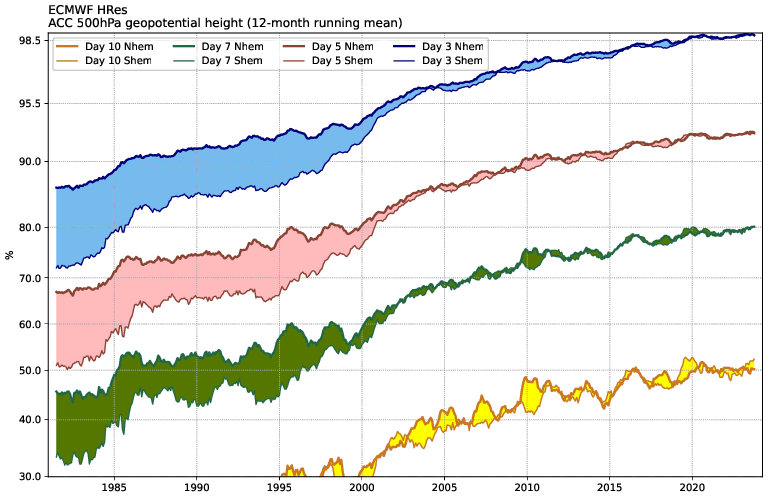 ECMWF HRes
ACC 500hPa geopotential height (12-month running mean)
Day 10 Nhem Day 7 Nhem Day 5 Nhem Day 3 Nhem
Day 10 Shem Day 7 Shem Day 5 Shem Day 3 Shem
98.5
95.5
90.0
80.0
%
70.0
60.0
50.0
40.0
30.0
1985 1990 1995 2000 2005 2010 2015 2020